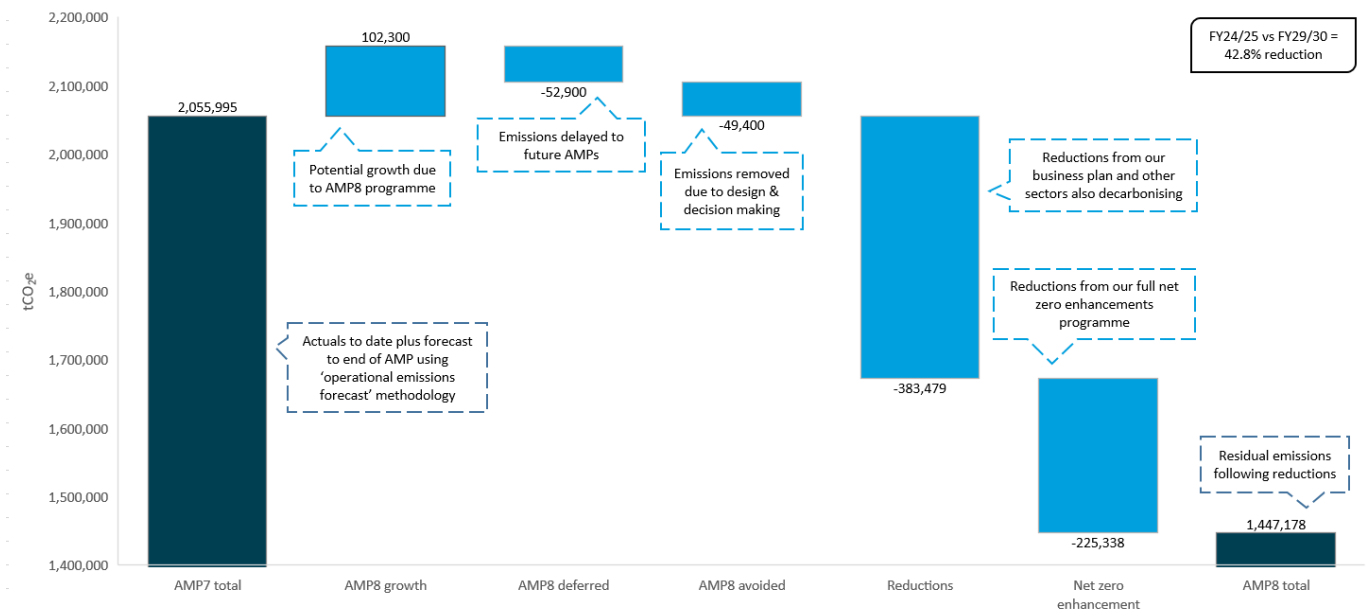 2,200,000
2,100,000
2,000,000
1,900,000
1,800,000
1,700,000
1,600,000
1,500,000
1,400,000
tCO₂e
2,055,995
102,300
-52,900
-49,400
-383,479
-225,338
1,447,178
FY24/25 vs FY29/30 =
42.8% reduction
Actuals to date plus forecast
to end of AMP using
‘operational emissions
forecast’ methodology
Potential growth due
to AMP8 programme
Emissions delayed to
future AMPs
Emissions removed
due to design &
decision making
Reductions from our
business plan and other
sectors also decarbonising
Reductions from our full net
zero enhancements
programme
Residual emissions
following reductions
AMP7 total
AMP8 growth
AMP8 deferred
AMP8 avoided
Reductions
Net zero
enhancement
AMP8 total